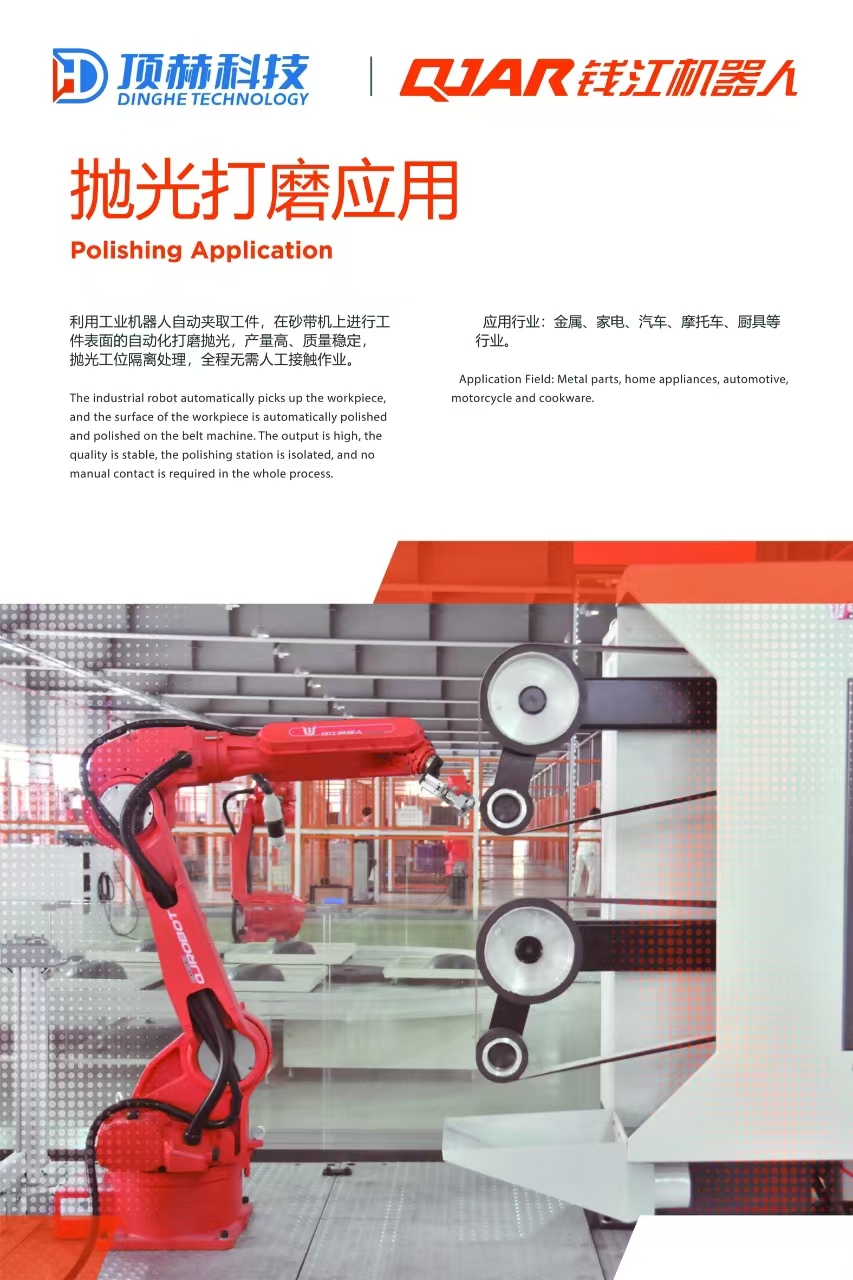 顶赫科技
DINGHE TECHNOLOGY
QJAR 钱江机器人
抛光打磨应用
Polishing Application
利用工业机器人自动夹取工件，在砂带机上进行工
件表面的自动化打磨抛光，产量高、质量稳定，
抛光工位隔离处理，全程无需人工接触作业。
The industrial robot automatically picks up the workpiece,
and the surface of the workpiece is automatically polished
and polished on the belt machine. The output is high, the
quality is stable, the polishing station is isolated, and no
manual contact is required in the whole process.
应用行业：金属、家电、汽车、摩托车、厨具等
行业。
Application Field: Metal parts, home appliances, automotive,
motorcycle and cookware.
钱江机器人
QJROBOT